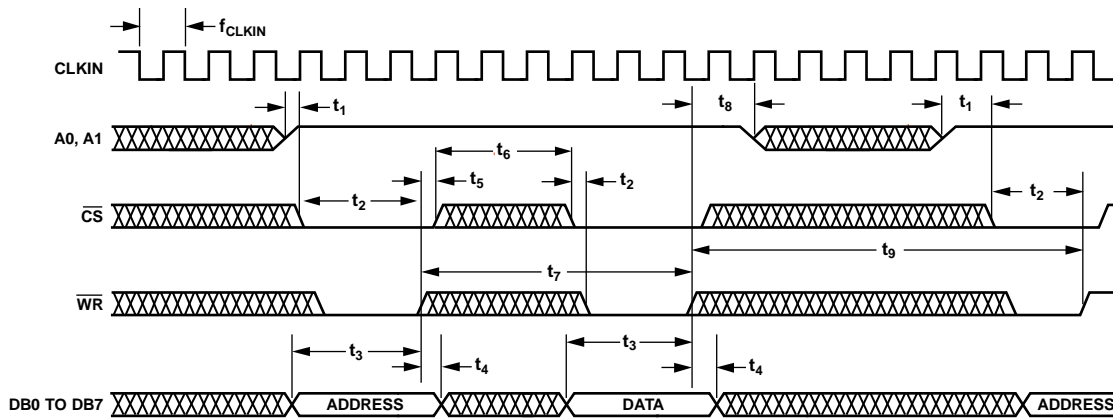 f CLKIN
CLKIN
t1
t8
t1
A0, A1
t6
t5
t2
t2
t2
CS
t9
t7
WR
t3
t4
t3
t4
DB0 TO DB7
ADDRESS
DATA
ADDRESS